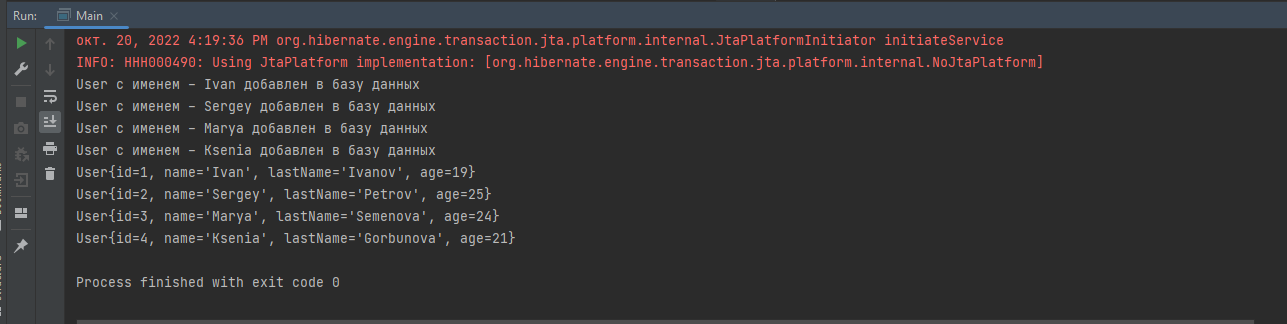 Run: Main
окт. 20, 2022 4:19:36 PM org.hibernate.engine.transaction.jta.platform.internal.JtaPlatformInitiator initiateService
INFO: HHH000490: Using JtaPlatform implementation: [org.hibernate.engine.transaction.jta.platform.internal.NoJtaPlatform]
User с именем – Ivan добавлен в базу данных
User с именем – Sergey добавлен в базу данных
User с именем – Marya добавлен в базу данных
User с именем – Ksenia добавлен в базу данных
User{id=1, name='Ivan', lastName='Ivanov', age=19}
User{id=2, name='Sergey', lastName='Petrov', age=25}
User{id=3, name='Marya', lastName='Semenova', age=24}
User{id=4, name='Ksenia', lastName='Gorbunova', age=21}
Process finished with exit code 0